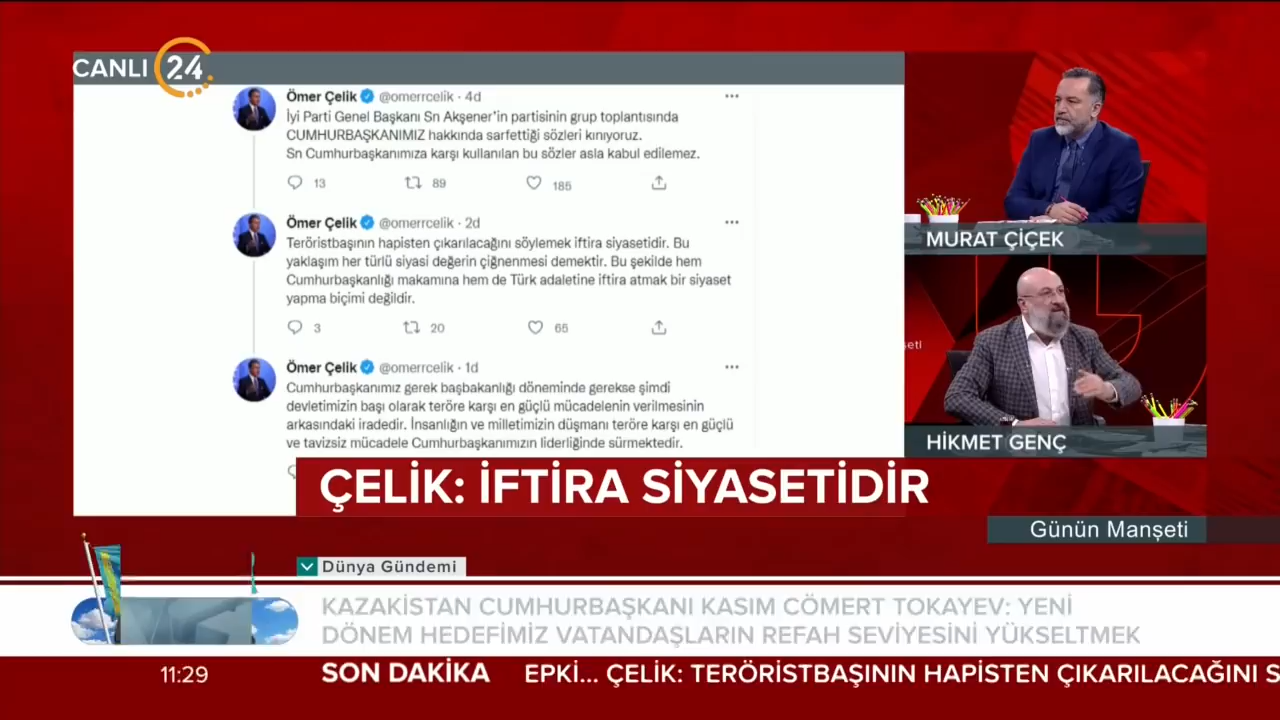 CANLI 24
Ömer Çelik @omerrcelik · 4d
İyi Parti Genel Başkanı Sn Akşener'in partisinin grup toplantısında
CUMHURBAŞKANIMIZ hakkında sarfettiği sözleri kınıyoruz.
Sn Cumhurbaşkanımıza karşı kullanılan bu sözler asla kabul edilemez.
13 89 185
Ömer Çelik @omerrcelik · 2d
Teröristbaşının hapisten çıkarılacağını söylemek iftira siyasetidir. Bu
yaklaşım her türlü siyasi değerin çiğnenmesi demektir. Bu şekilde hem
Cumhurbaşkanlığı makamına hem de Türk adaletine iftira atmak bir siyaset
yapma biçimi değildir.
3 20 65
Ömer Çelik @omerrcelik · 1d
Cumhurbaşkanımız gerek başbakanlığı döneminde gerekse şimdi
devletimizin başı olarak teröre karşı en güçlü mücadelenin verilmesinin
arkasındaki iradedir. İnsanlığın ve milletimizin düşmanı teröre karşı en güçlü
ve tavizsiz mücadele Cumhurbaşkanımızın liderliğinde sürmektedir.
MURAT ÇİÇEK
şeti
HİKMET GENÇ
ÇELİK: İFTİRA SİYASETİDİR
Günün Manşeti
Dünya Gündemi
KAZAKİSTAN CUMHURBAŞKANI KASIM CÖMERT TOKAYEV: YENİ
DÖNEM HEDEFİMİZ VATANDAŞLARIN REFAH SEVİYESİNİ YÜKSELTMEK
11:29 SON DAKİKA EPKİ... ÇELİK: TERÖRİSTBAŞININ HAPİSTEN ÇIKARILACAĞINI S